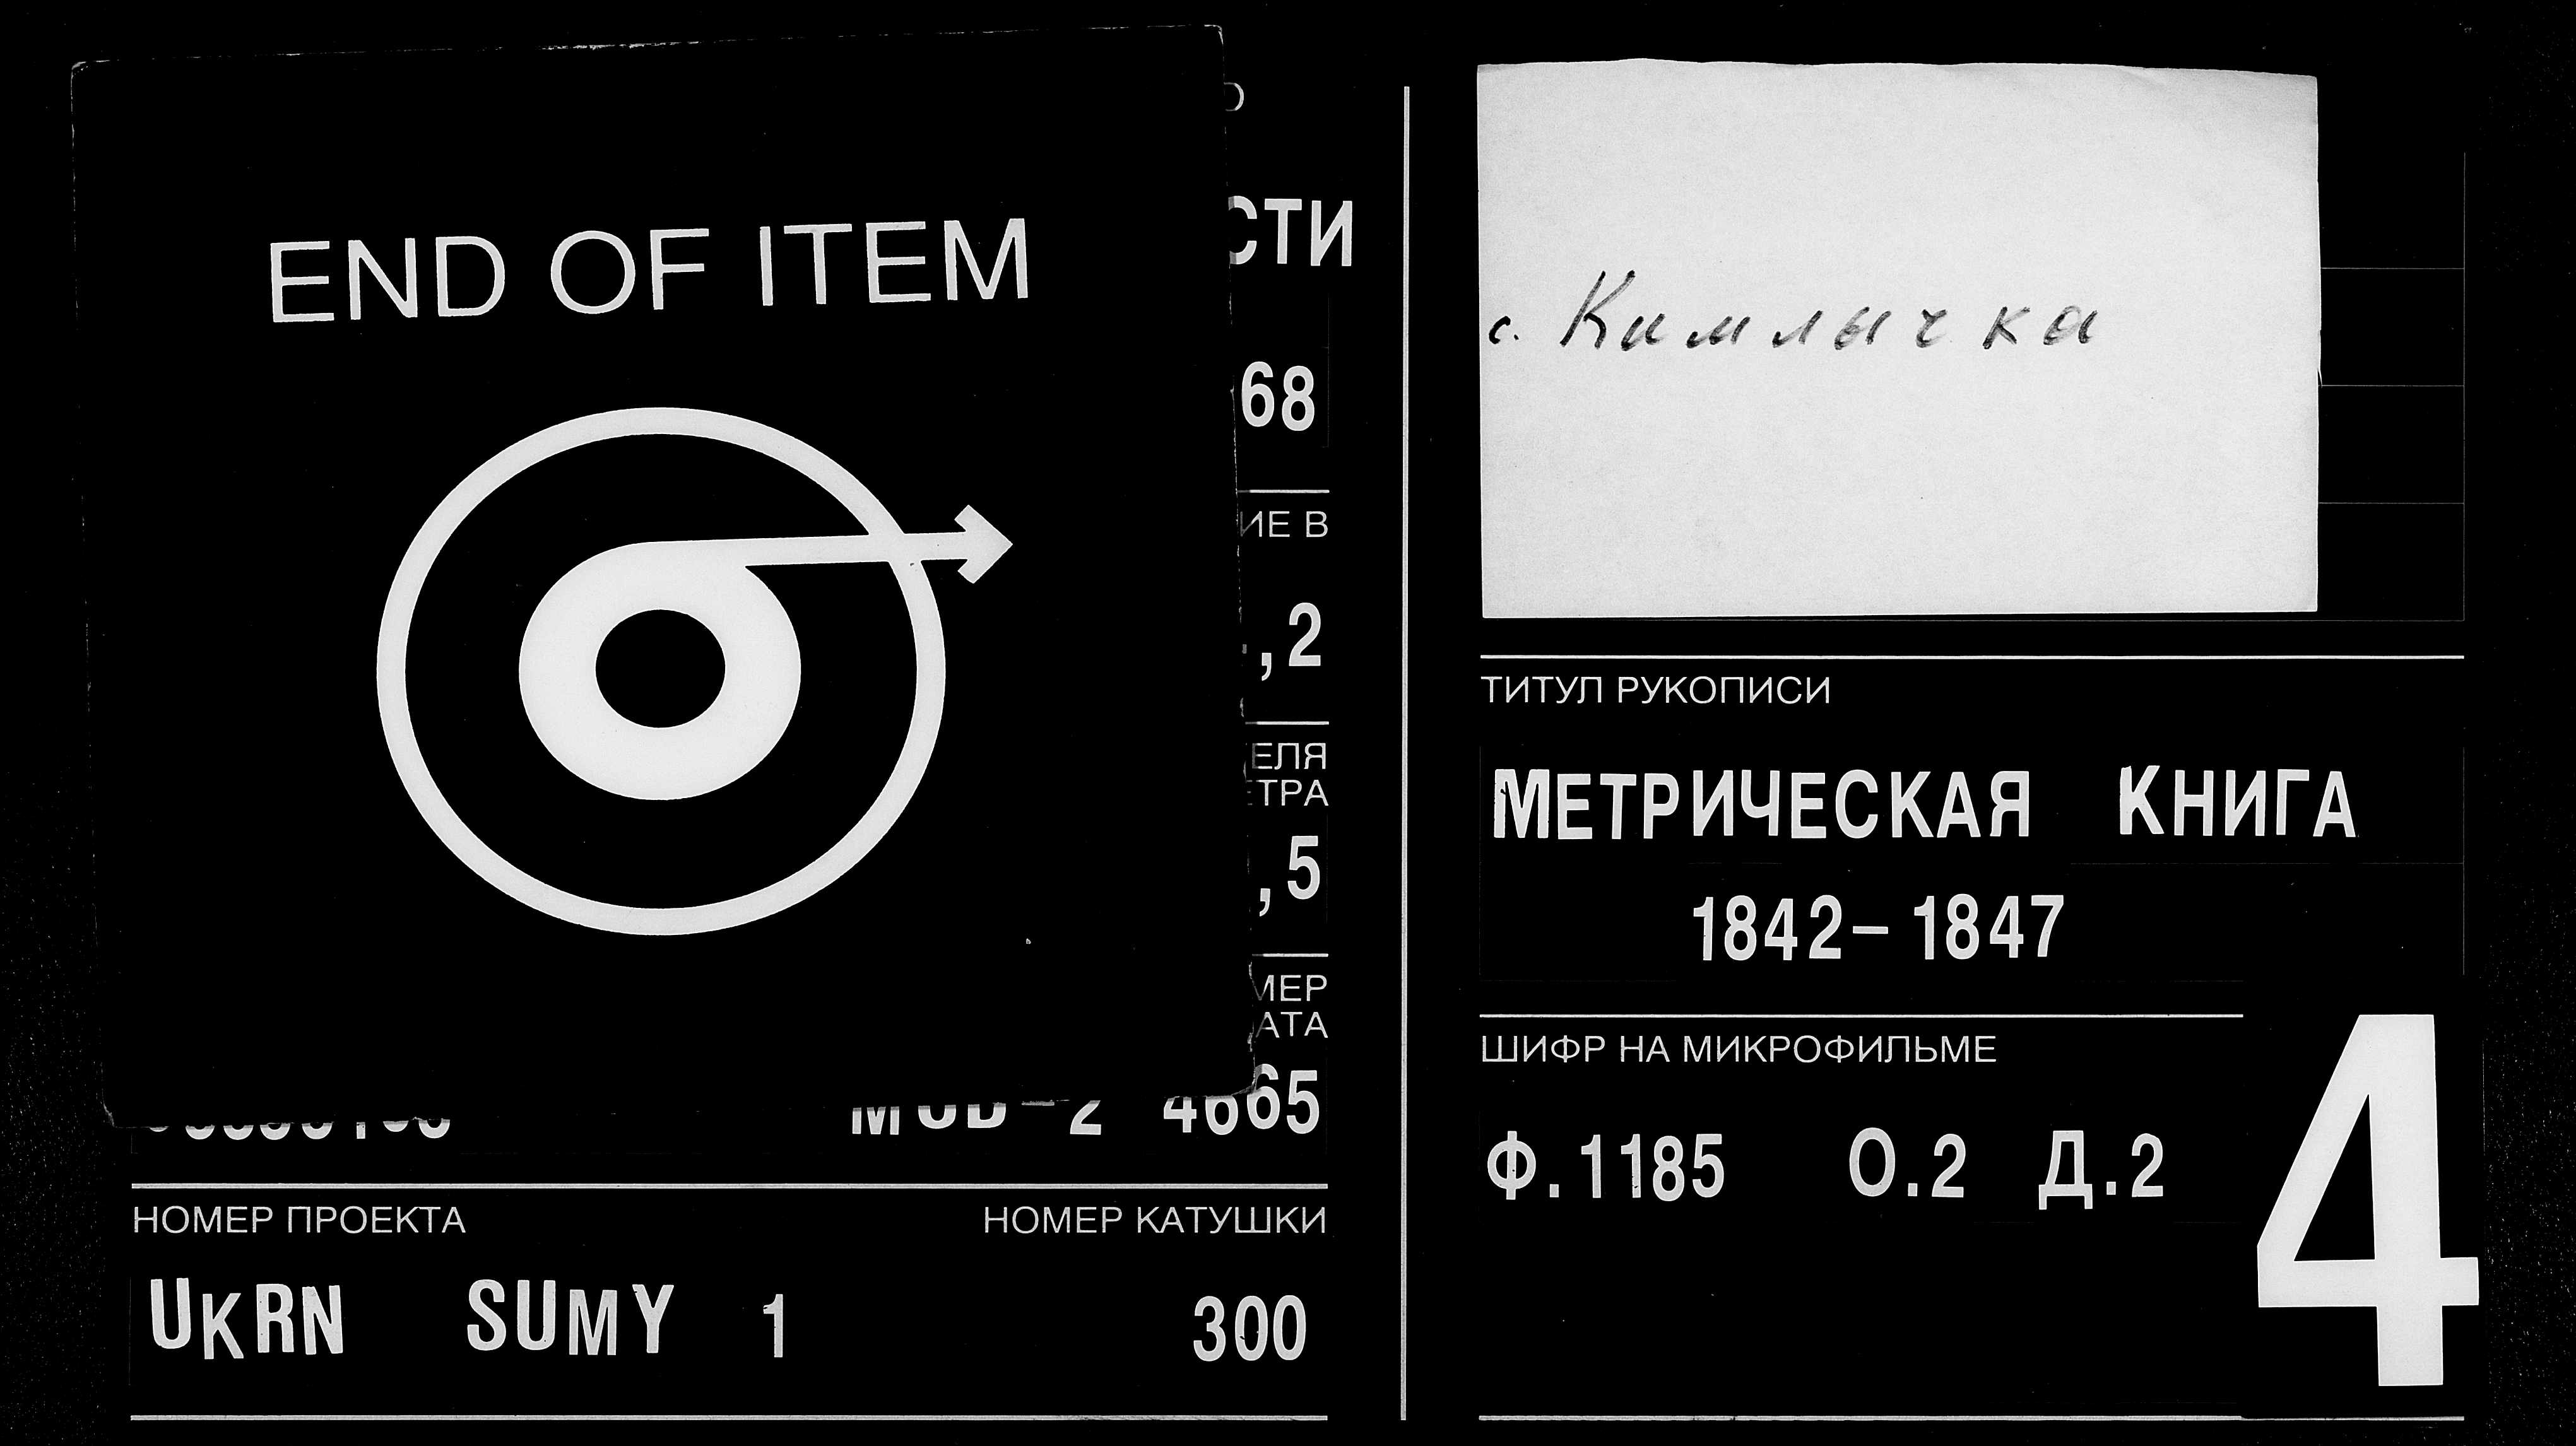 END OF ITEM
СТИ
68
ИЕ В
,2
ЕЛЯ
ТРА
,5
МЕР
АТА
4665
НОМЕР ПРОЕКТА НОМЕР КАТУШКИ
UKRN SUMY 1 300
с. Кимлычка
ТИТУЛ РУКОПИСИ
МЕТРИЧЕСКАЯ КНИГА
1842-1847
ШИФР НА МИКРОФИЛЬМЕ
Ф.1185 О.2 Д.2
4